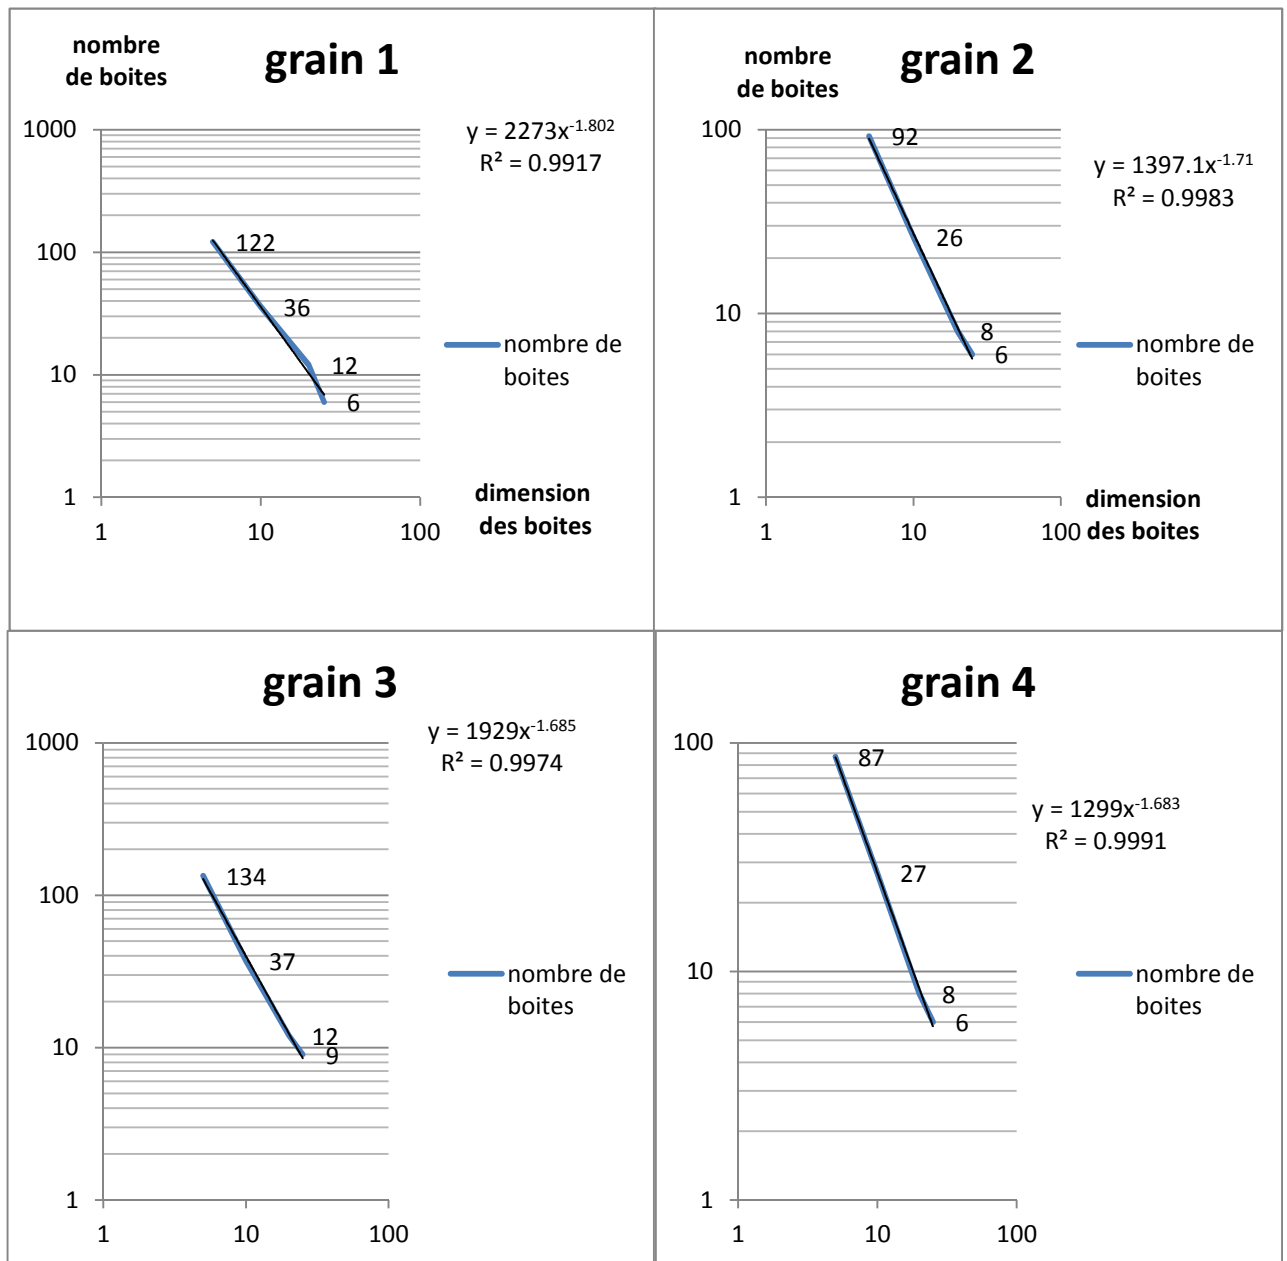 nombre
de boites
grain 1
y = 2273x^-1.802
R² = 0.9917
1000
100
10
1
122
36
12
6
nombre de
boites
1
10
100
dimension
des boites
nombre
de boites
grain 2
y = 1397.1x^-1.71
R² = 0.9983
100
10
1
92
26
8
6
nombre de
boites
1
10
100
dimension
des boites
grain 3
y = 1929x^-1.685
R² = 0.9974
1000
100
10
1
134
37
12
9
nombre de
boites
1
10
100
grain 4
y = 1299x^-1.683
R² = 0.9991
100
10
1
87
27
8
6
nombre de
boites
1
10
100